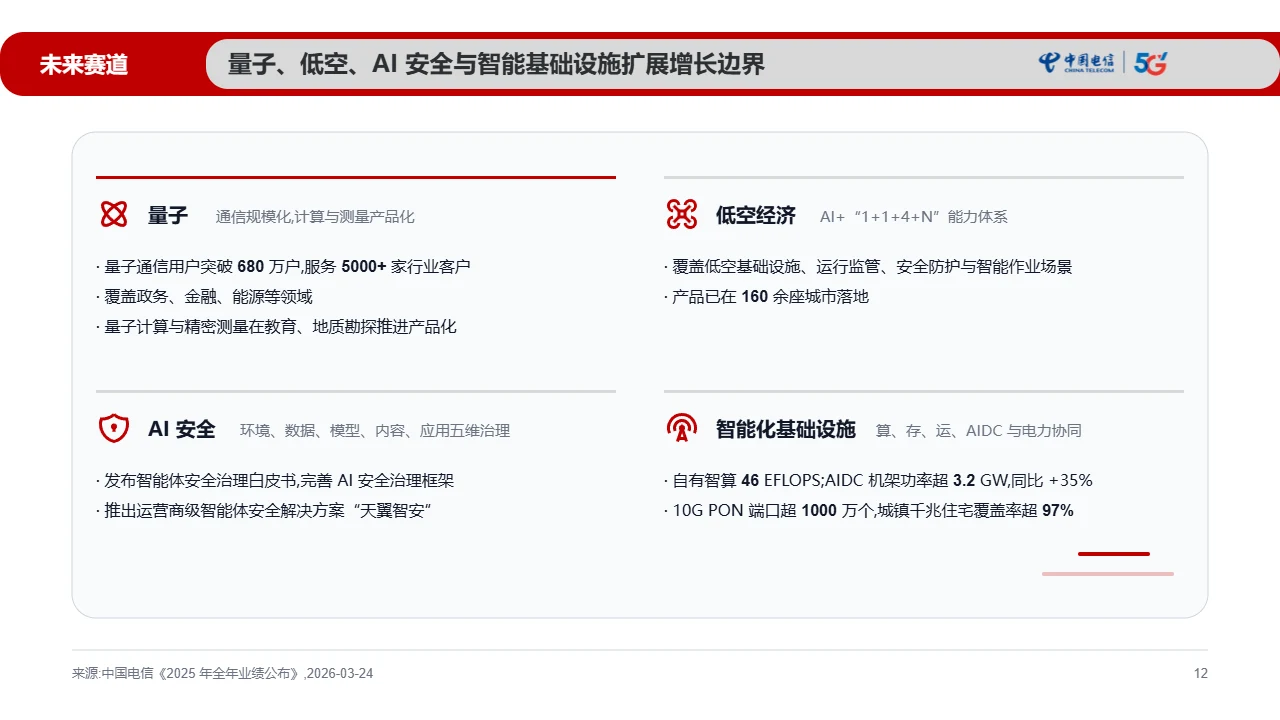 未来赛道
量子、低空、AI 安全与智能基础设施扩展增长边界
中国电信
CHINA TELECOM
5G
量子
通信规模化,计算与测量产品化
· 量子通信用户突破 680 万户,服务 5000+ 家行业客户
· 覆盖政务、金融、能源等领域
· 量子计算与精密测量在教育、地质勘探推进产品化
低空经济
AI+“1+1+4+N”能力体系
· 覆盖低空基础设施、运行监管、安全防护与智能作业场景
· 产品已在 160 余座城市落地
AI 安全
环境、数据、模型、内容、应用五维治理
· 发布智能体安全治理白皮书,完善 AI 安全治理框架
· 推出运营商级智能体安全解决方案“天翼智安“
智能化基础设施
算、存、运、AIDC 与电力协同
· 自有智算 46 EFLOPS;AIDC 机架功率超 3.2 GW,同比 +35%
· 10G PON 端口超 1000 万个,城镇千兆住宅覆盖率超 97%
来源:中国电信《2025 年全年业绩公布》,2026-03-24
12